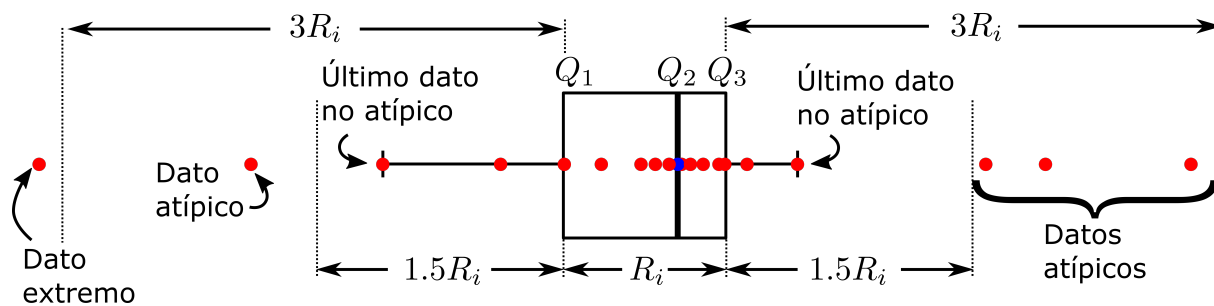 3R_i
3R_i
Último dato
no atípico
Q_1
Q_2
Q_3
Último dato
no atípico
Dato
atípico
Dato
extremo
1.5R_i
R_i
1.5R_i
Datos
atípicos